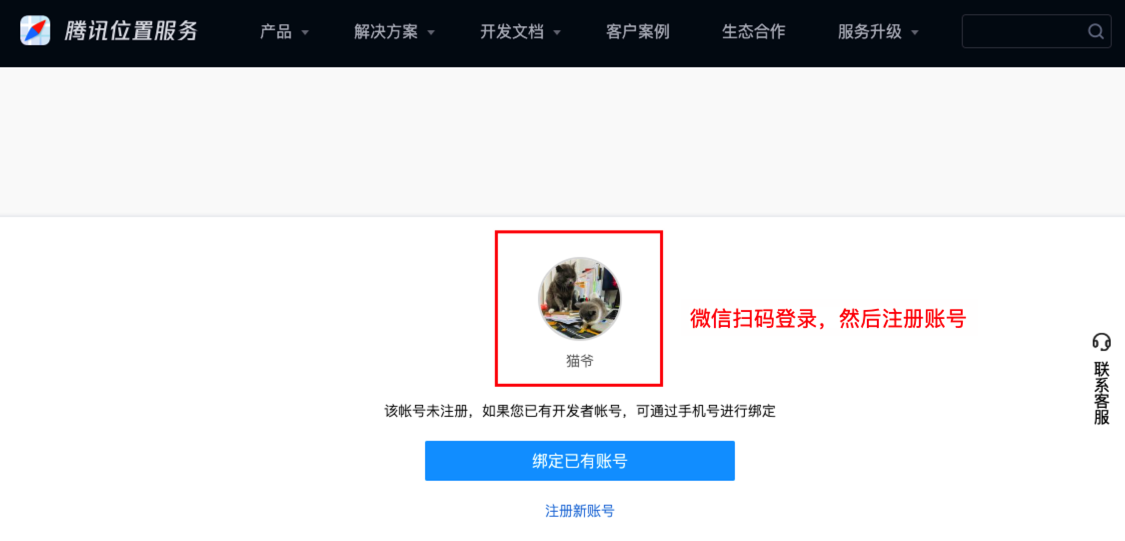 腾讯位置服务
产品
解决方案
开发文档
客户案例
生态合作
服务升级
微信扫码登录，然后注册账号
猫爷
联系客服
该帐号未注册，如果您已有开发者帐号，可通过手机号进行绑定
绑定已有账号
注册新账号